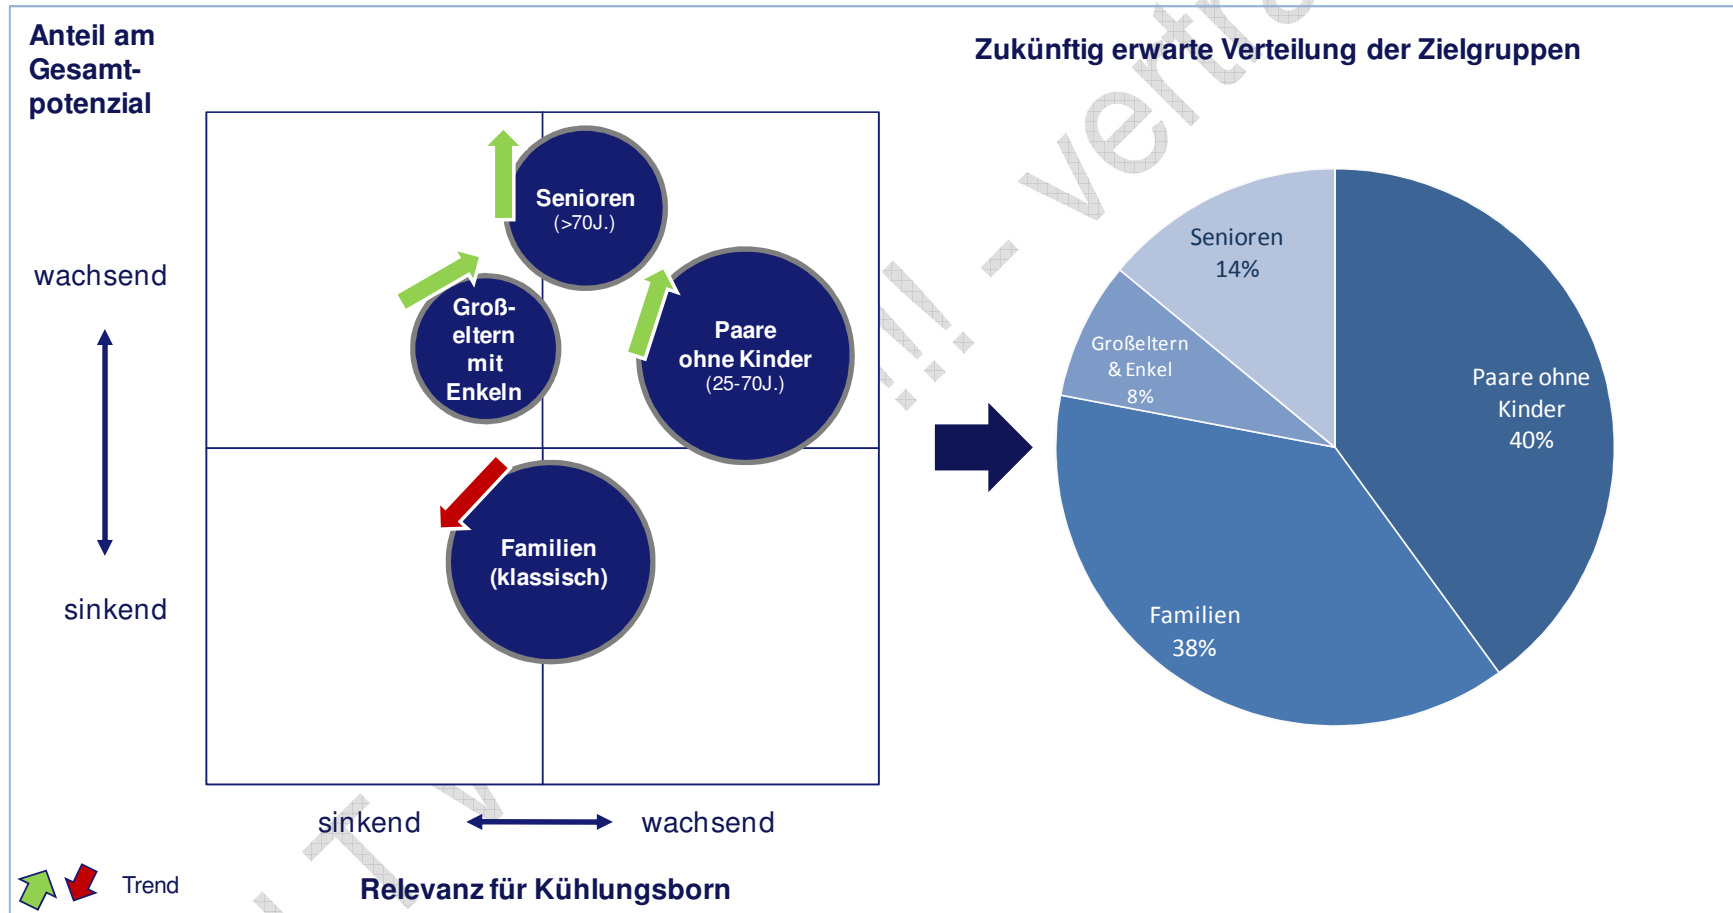 Anteil am
Gesamt-
potenzial
Zukünftig erwarte Verteilung der Zielgruppen
wachsend
sinkend
Senioren
(>70J.)
Groß-
eltern
mit
Enkeln
Paare
ohne Kinder
(25-70J.)
Familien
(klassisch)
sinkend
wachsend
Relevanz für Kühlungsborn
Trend
Senioren
14%
Großeltern
& Enkel
8%
Paare ohne
Kinder
40%
Familien
38%
!!! - vertr